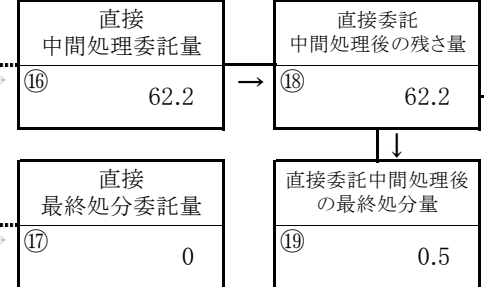 直接
中間処理委託量
⑯
62.2
→
直接委託
中間処理後の残さ量
⑱
62.2
↓
直接
最終処分委託量
⑰
0
直接委託中間処理後
の最終処分量
⑲
0.5